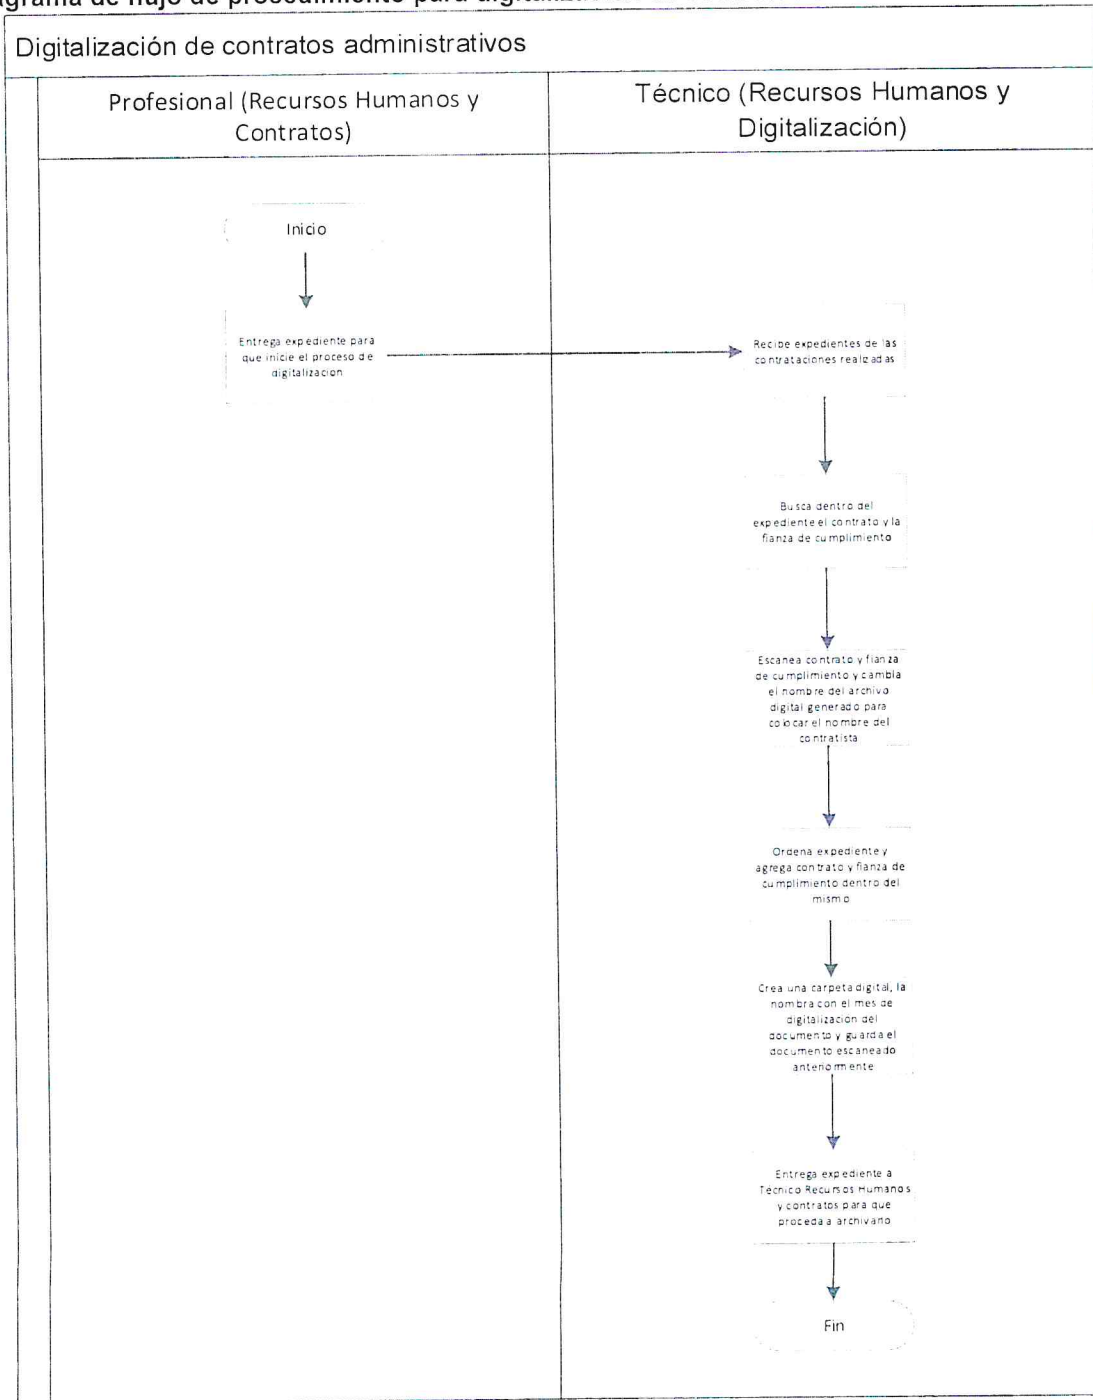 Digitalización de contratos administrativos
Profesional (Recursos Humanos y
Contratos)
Técnico (Recursos Humanos y
Digitalización)
Inicio
Entrega expediente para
que inicie el proceso de
digitalizacion
Recibe expedientes de las
contrataciones realizadas
Busca dentro del
expediente el contrato y la
fianza de cumplimiento
Escanea contrato y fianza
de cumplimiento y cambia
el nombre del archivo
digital generado para
colocar el nombre del
contratista
Ordena expediente y
agrega contrato y fianza de
cumplimiento dentro del
mismo
Crea una carpeta digital, la
nombra con el mes de
digitalizacion del
documento y guarda el
documento escaneado
anteriormente
Entrega expediente a
Tecnico Recursos Humanos
y contratos para que
proceda a archivarlo
Fin